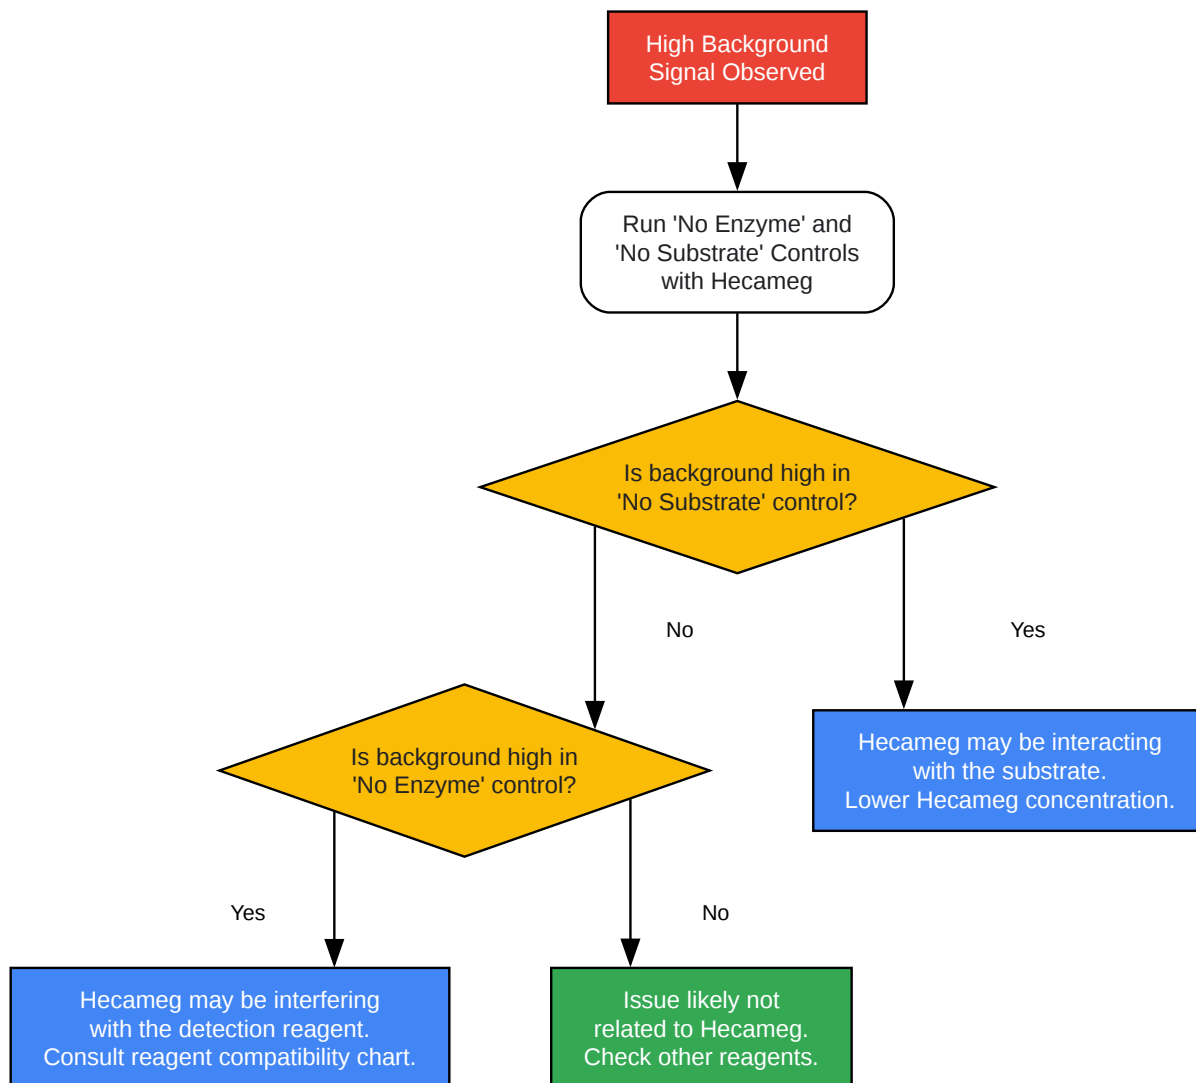 High Background
Signal Observed
Run 'No Enzyme' and
'No Substrate' Controls
with Hecameg
Is background high in
'No Substrate' control?
No
Yes
Is background high in
'No Enzyme' control?
Hecameg may be interacting
with the substrate.
Lower Hecameg concentration.
Yes
No
Hecameg may be interfering
with the detection reagent.
Consult reagent compatibility chart.
Issue likely not
related to Hecameg.
Check other reagents.